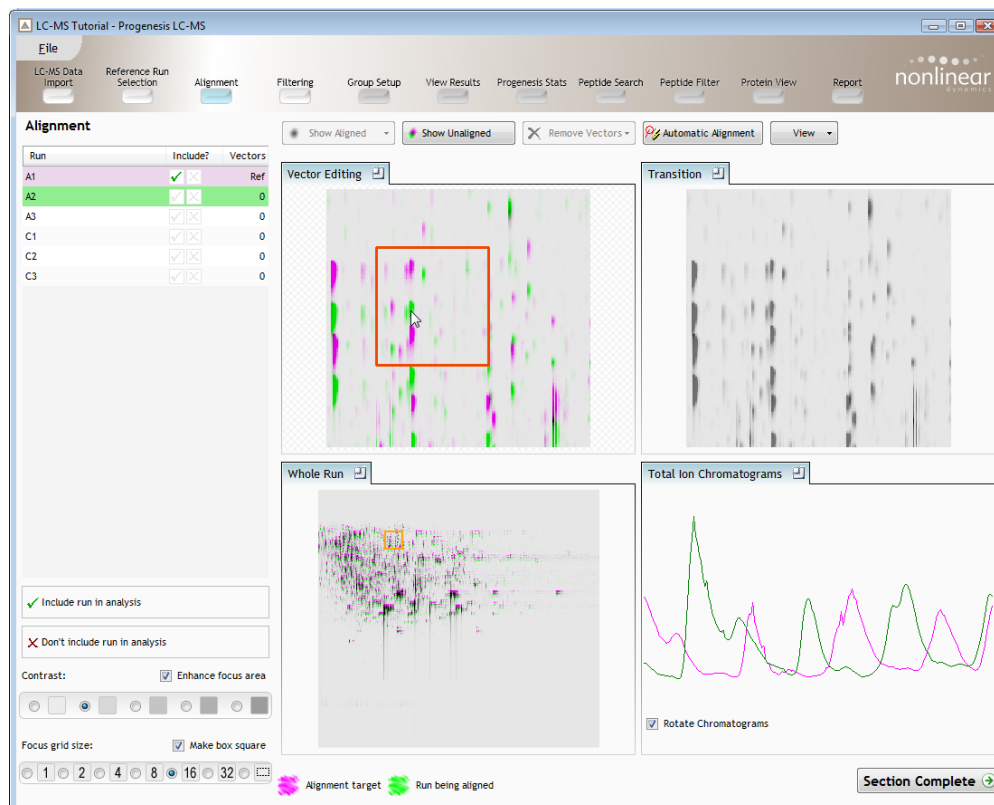 LC-MS Tutorial - Progenesis LC-MS
File
LC-MS Data
Import
Reference Run
Selection
Alignment
Filtering
Group Setup
View Results
Progenesis Stats
Peptide Search
Peptide Filter
Protein View
Report
nonlinear
dynamics
Alignment
Show Aligned
Show Unaligned
Remove Vectors
Automatic Alignment
View
Run Include? Vectors
A1 Ref
A2 0
A3 0
C1 0
C2 0
C3 0
Vector Editing
Transition
Whole Run
Total Ion Chromatograms
Include run in analysis
Don't include run in analysis
Contrast: Enhance focus area
Rotate Chromatograms
Focus grid size: Make box square
1 2 4 8 16 32
Alignment target Run being aligned
Section Complete